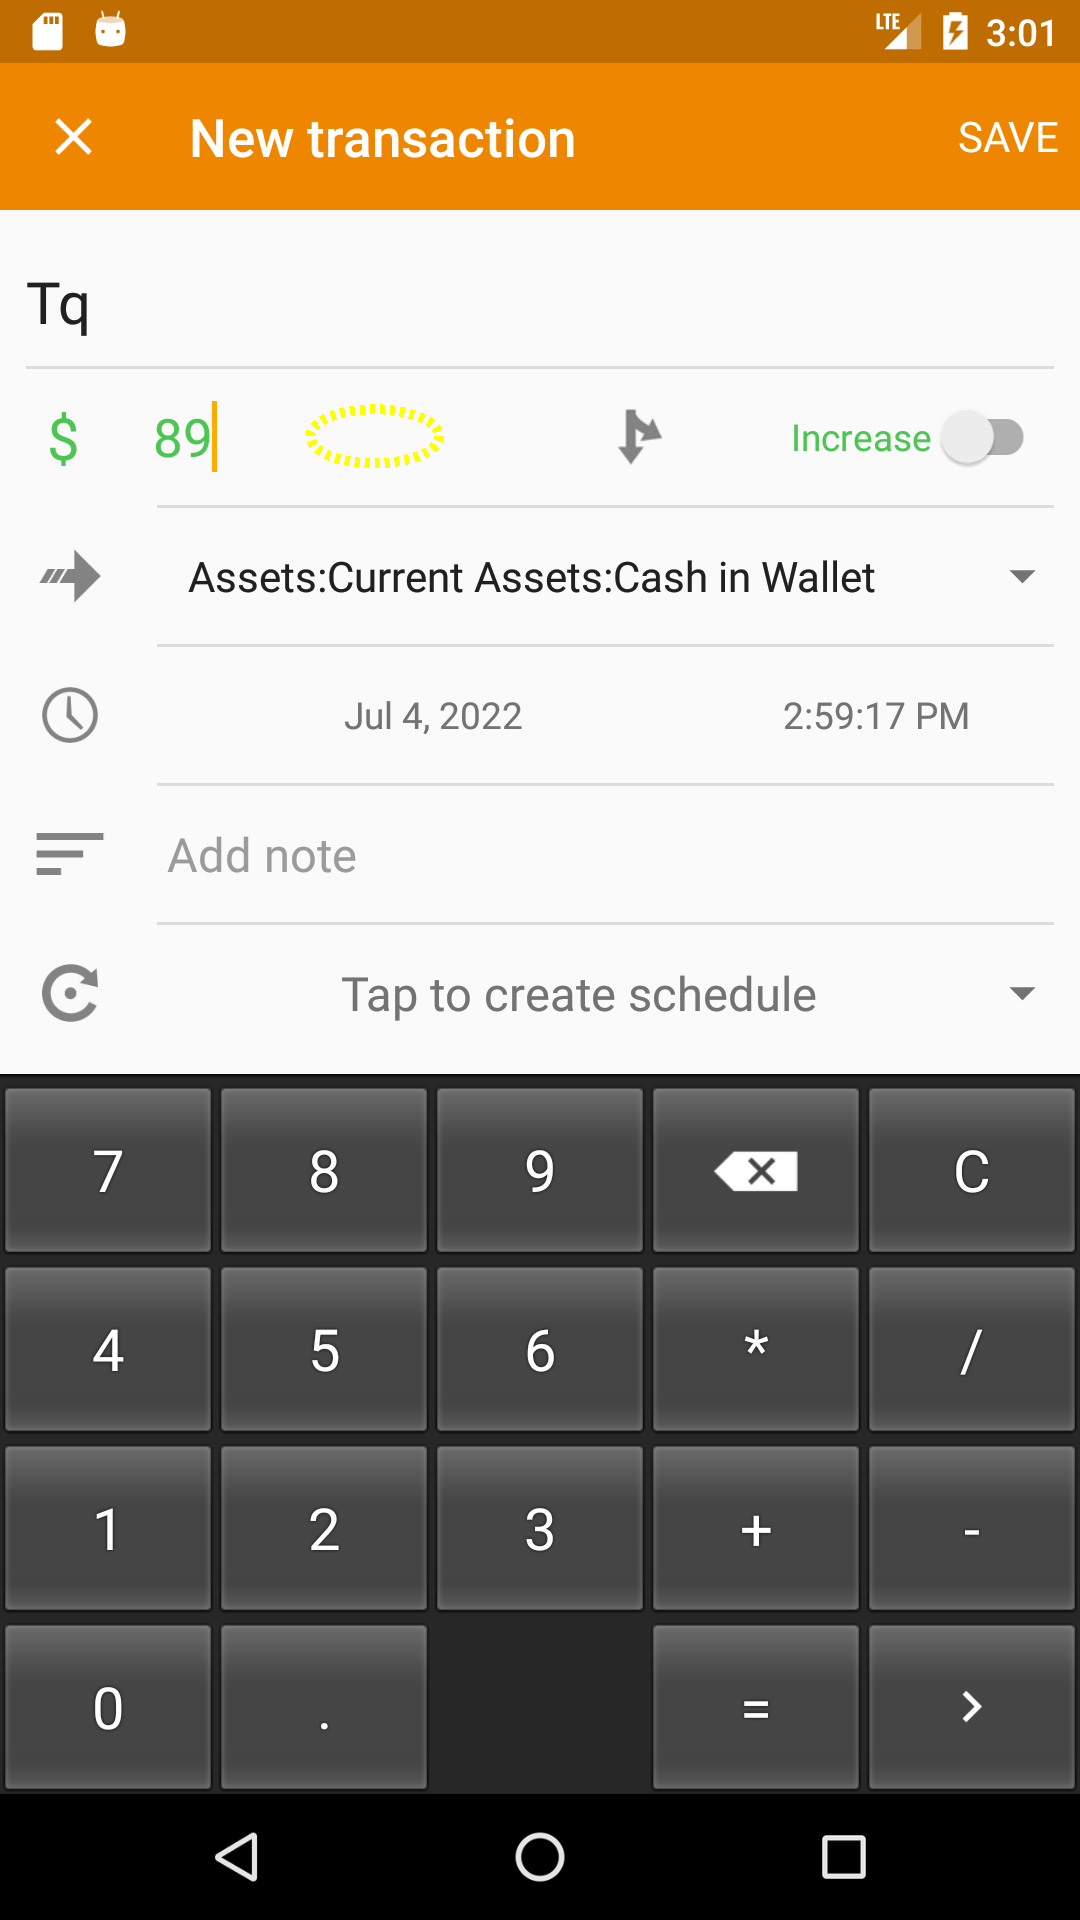 LTE 3:01
New transaction SAVE
Tq
$ 89 Increase
Assets:Current Assets:Cash in Wallet
Jul 4, 2022 2:59:17 PM
Add note
Tap to create schedule
7 8 9 C
4 5 6 * /
1 2 3 + -
0 . = >